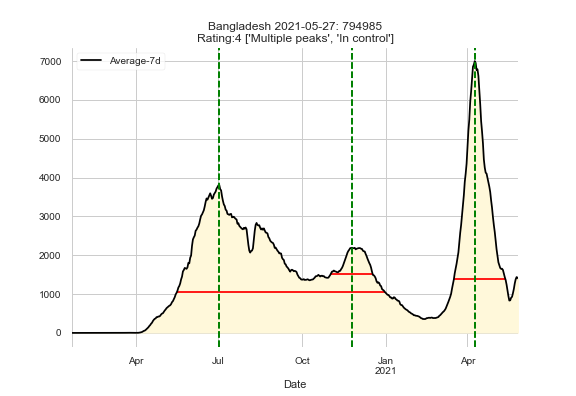 Bangladesh 2021-05-27: 794985
Rating:4 ['Multiple peaks', 'In control']
Average-7d
7000
6000
5000
4000
3000
2000
1000
0
Apr
Jul
Oct
Jan
2021
Apr
Date